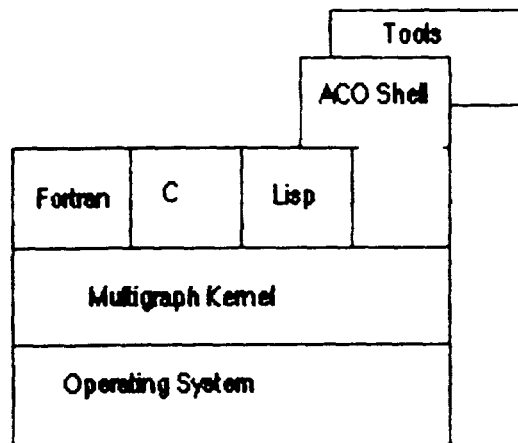 Tools
ACO Shell
Fortran C Lisp
Multigraph Kernel
Operating System